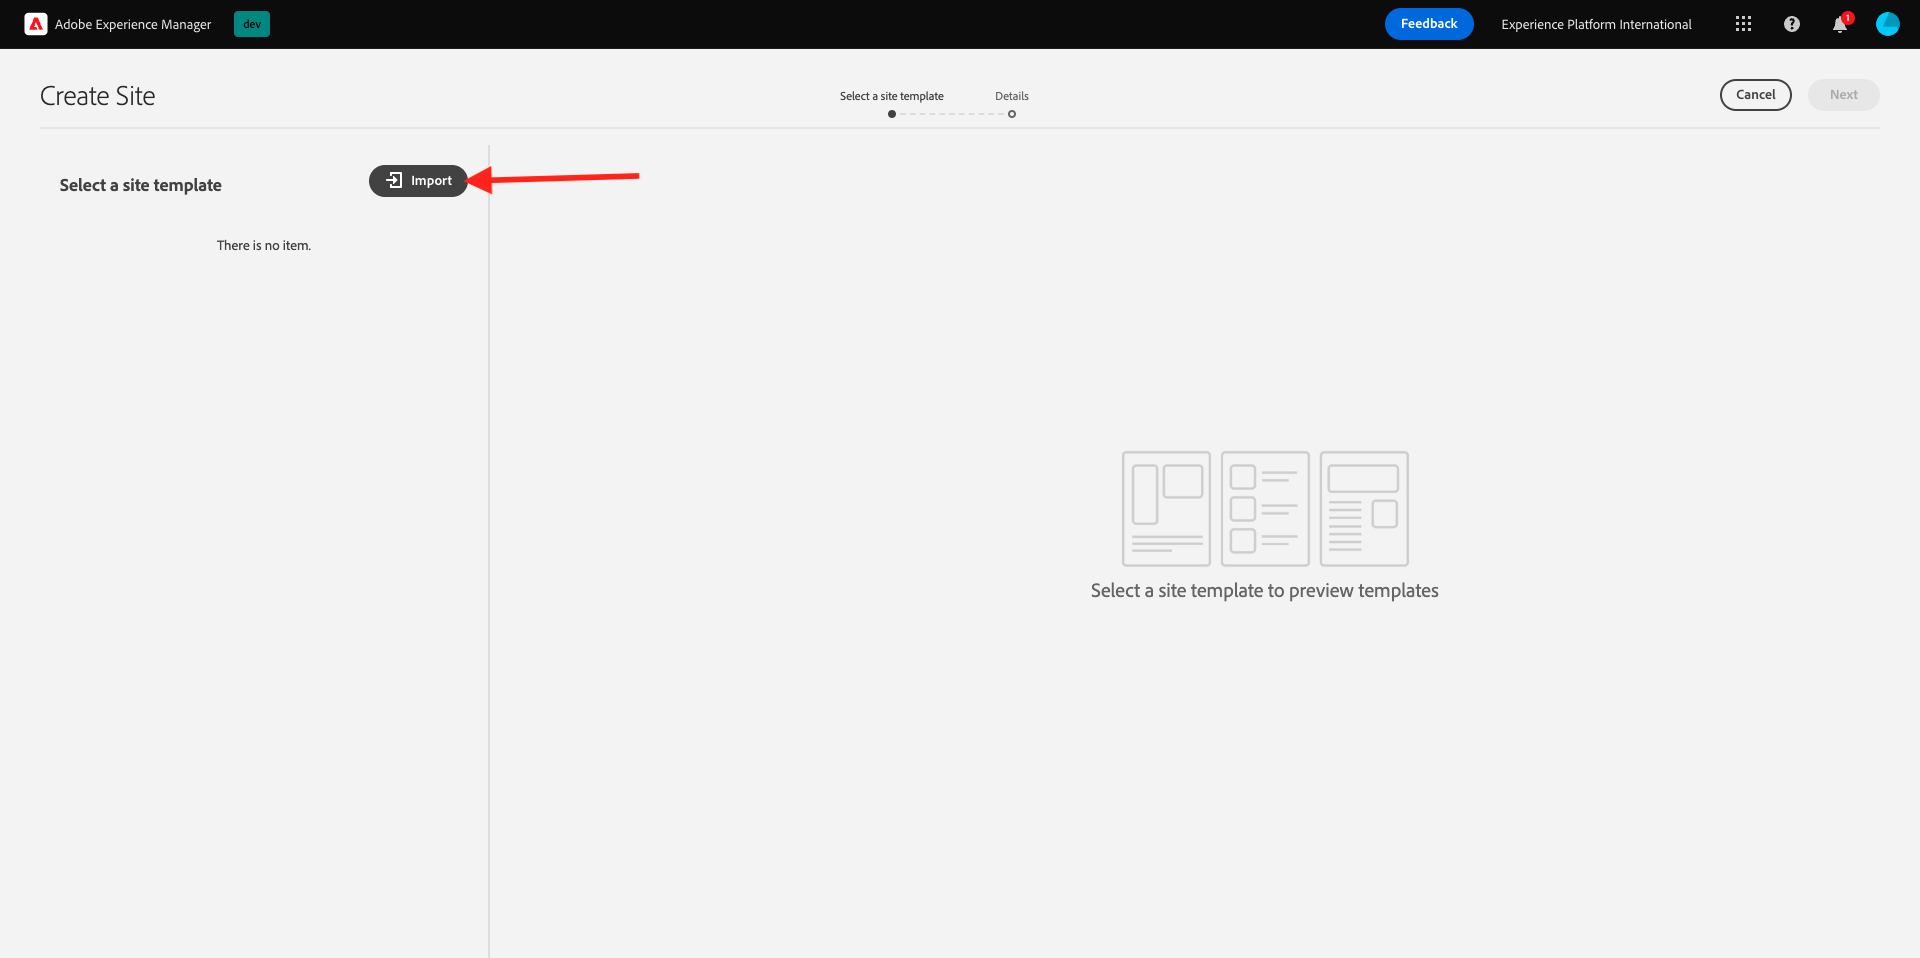 Adobe Experience Manager
dev
Feedback
Experience Platform International
1
Create Site
Select a site template
Details
Cancel
Next
Select a site template
Import
There is no item.
Select a site template to preview templates